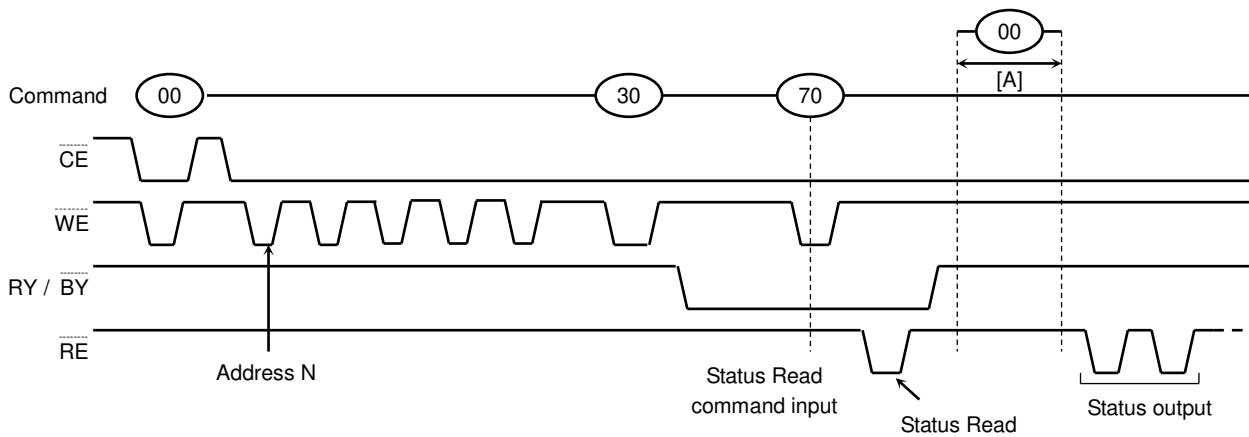 00
[A]
Command 00 30 70
CE
WE
RY / BY
RE
Address N
Status Read
command input
Status Read
Status output